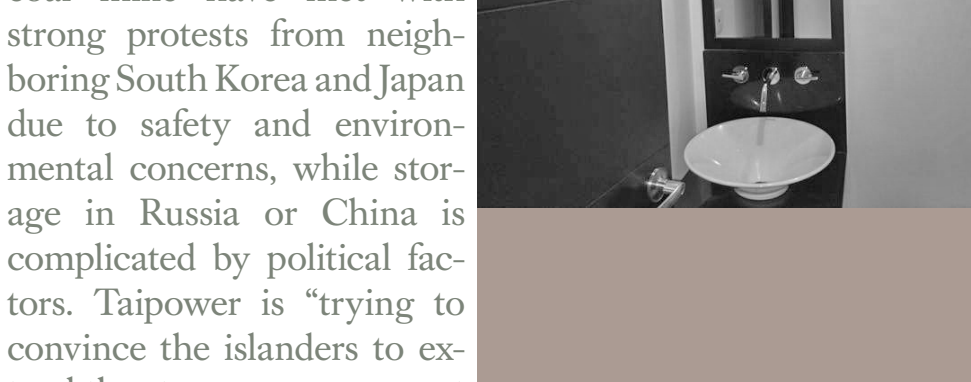 strong protests from neigh-
boring South Korea and Japan
due to safety and environ-
mental concerns, while stor-
age in Russia or China is
complicated by political fac-
tors. Taipower is “trying to
convince the islanders to ex-